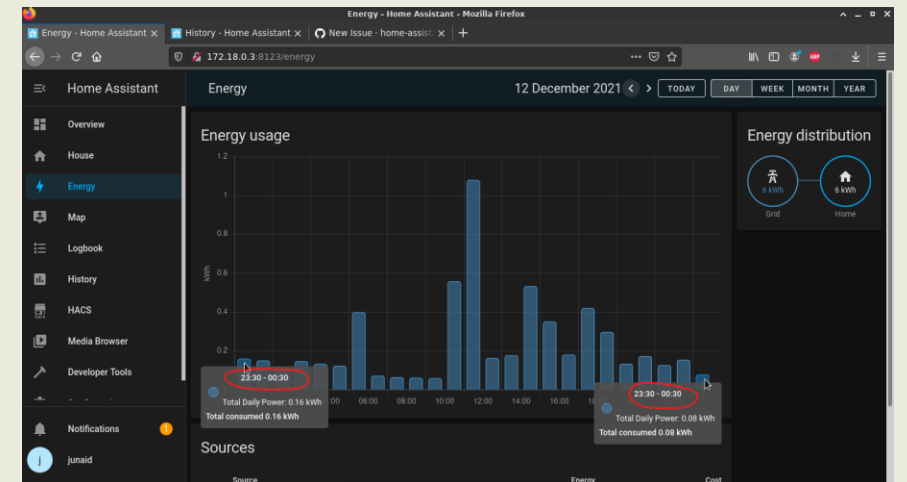 Energy - Home Assistant - Mozilla Firefox
Energy - Home Assistant
History - Home Assistant
New Issue - home-assist
172.18.0.3:8123/energy
Home Assistant
Energy
12 December 2021
TODAY
DAY
WEEK
MONTH
YEAR
Overview
House
Energy
Map
Logbook
History
HACS
Media Browser
Developer Tools
Notifications
1
j
junaid
Energy usage
kWh
1.2
1
0.8
0.6
0.4
0.2
00
06:00
08:00
10:00
12:00
14:00
16:00
23:30 - 00:30
Total Daily Power: 0.16 kWh
Total consumed 0.16 kWh
23:30 - 00:30
Total Daily Power: 0.08 kWh
Total consumed 0.08 kWh
Energy distribution
6 kWh
6 kWh
Grid
Home
Sources
Source
Energy
Cost